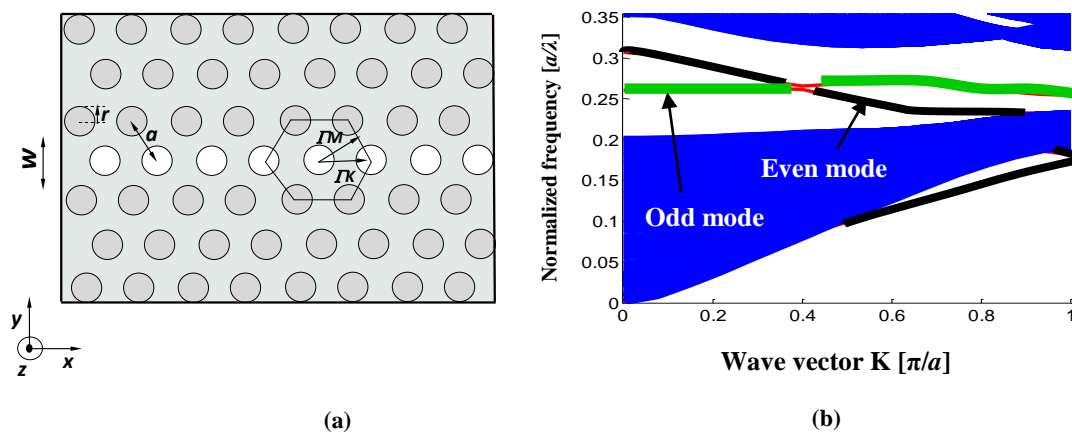 r
a
W
ΓM
ΓK
y
z
x
(a)
Normalized frequency [a/λ]
0.35
0.3
0.25
0.2
0.15
0.1
0.05
0
0 0.2 0.4 0.6 0.8 1
Even mode
Odd mode
Wave vector K [π/a]
(b)